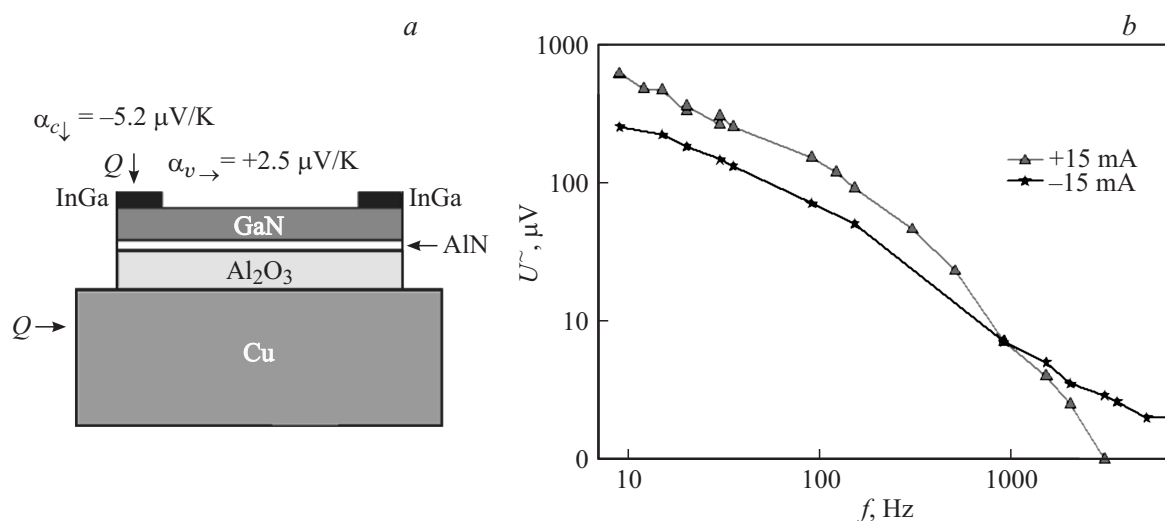 a
α_c↓ = –5.2 μV/K
Q
α_v→ = +2.5 μV/K
InGa
InGa
GaN
AlN
Al₂O₃
Q
Cu
b
1000
100
10
0
U~, μV
+15 mA
–15 mA
10
100
1000
f, Hz